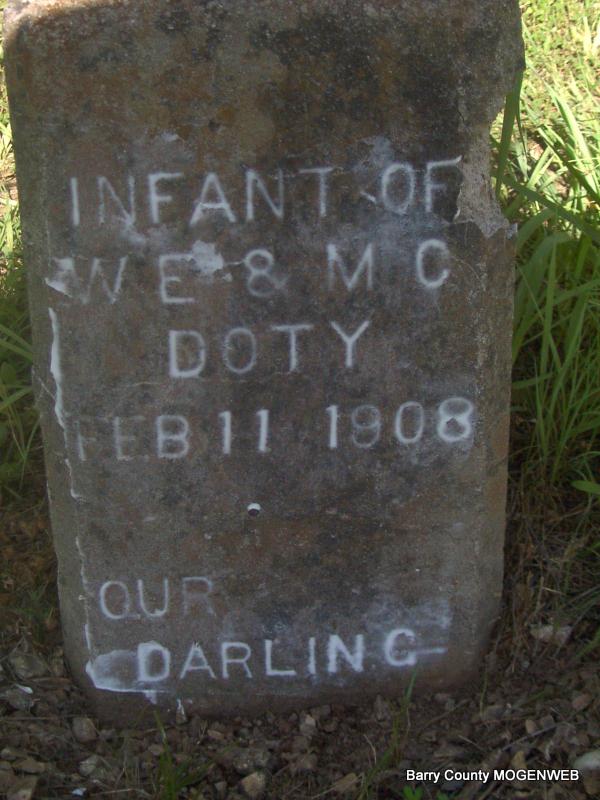 INFANT OF
W E & M C
DOTY
FEB 11 1908
OUR
DARLING
Barry County MOGENWEB